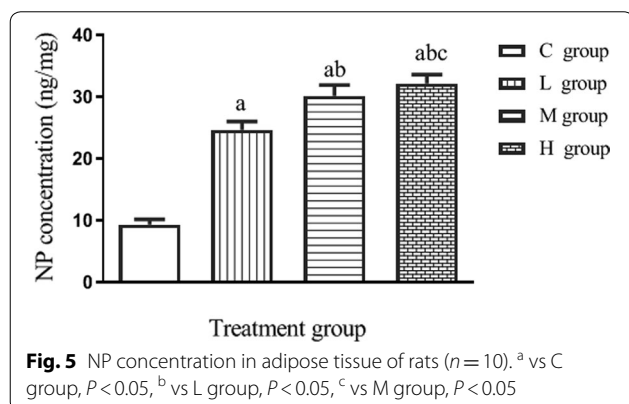 40
30
20
10
0
NP concentration (ng/mg)
a
ab
abc
C group
L group
M group
H group
Treatment group
Fig. 5 NP concentration in adipose tissue of rats (n = 10). ᵃ vs C
group, P < 0.05, ᵇ vs L group, P < 0.05, ᶜ vs M group, P < 0.05